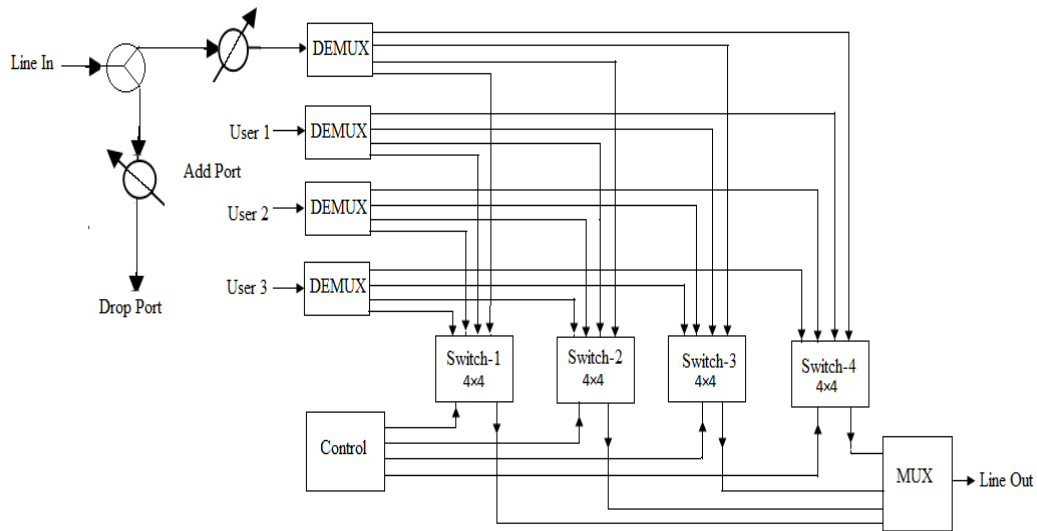 Line In
DEMUX
User 1
DEMUX
Add Port
User 2
DEMUX
User 3
DEMUX
Drop Port
Switch-1
4×4
Switch-2
4×4
Switch-3
4×4
Switch-4
4×4
Control
MUX
Line Out